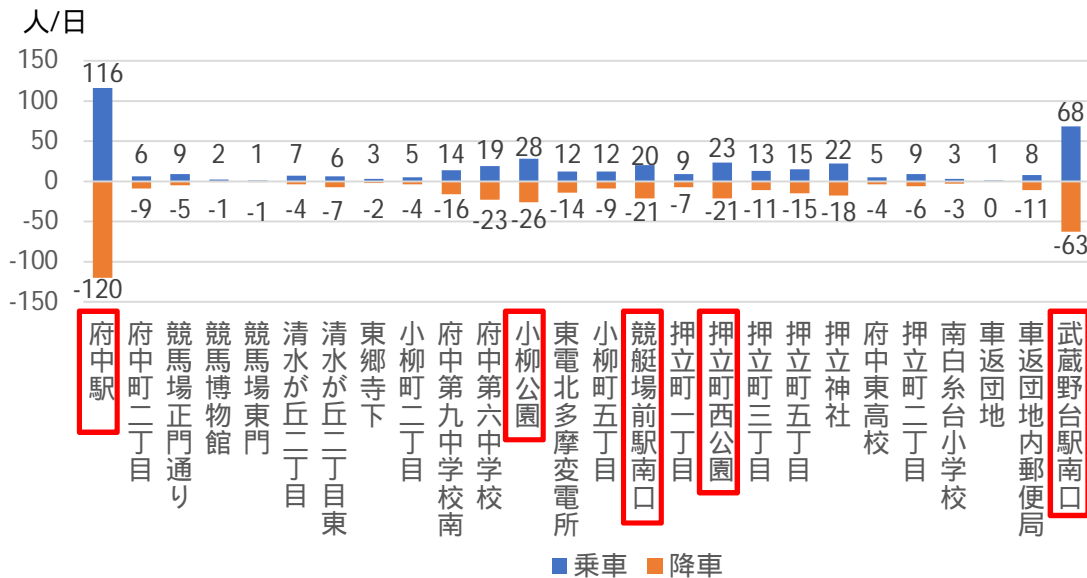 人/日
150
100
50
0
-50
-100
-150
116 6 9 2 1 7 6 3 5 14 19 28 12 12 20 9 23 13 15 22 5 9 3 1 8 68
-120 -9 -5 -1 -1 -4 -7 -2 -4 -16 -23 -26 -14 -9 -21 -7 -21 -11 -15 -18 -4 -6 -3 0 -11 -63
府中駅
府中町二丁目
競馬場正門通り
競馬博物館
競馬場東門
清水が丘二丁目
清水が丘二丁目東
東郷寺下
小柳町二丁目
府中第九中学校南
府中第六中学校
小柳公園
東電北多摩変電所
小柳町五丁目
競艇場前駅南口
押立町一丁目
押立町西公園
押立町三丁目
押立町五丁目
押立神社
府中東高校
押立町二丁目
南白糸台小学校
車返団地
車返団地内郵便局
武蔵野台駅南口
乗車 降車